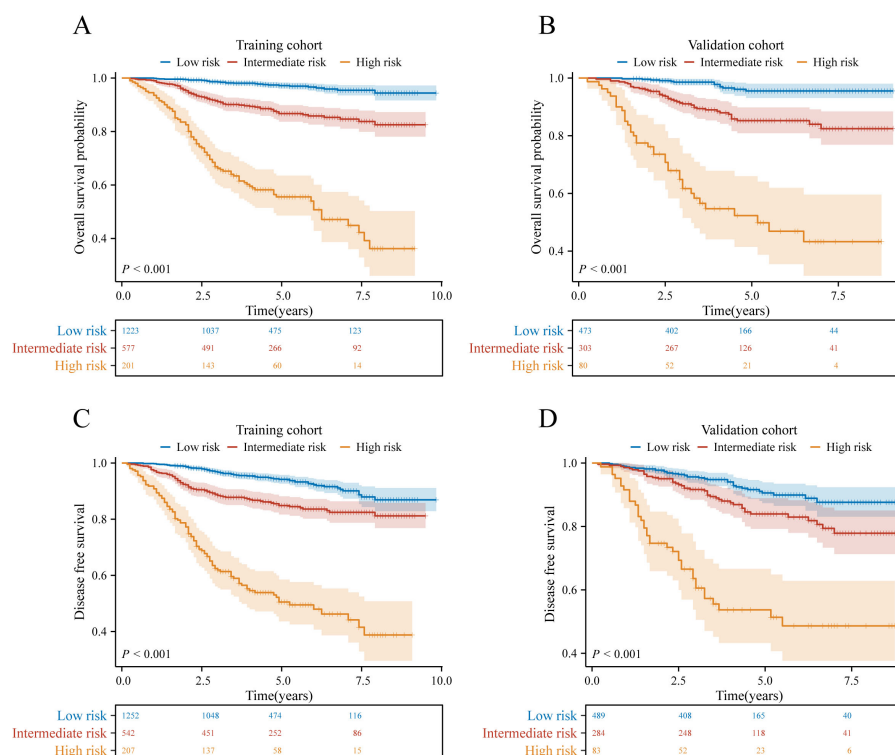 A
Training cohort
Low risk Intermediate risk High risk
Overall survival probability
1.0
0.8
0.6
0.4
P < 0.001
0.0 2.5 5.0 7.5 10.0
Time(years)
Low risk 1223 1037 475 123
Intermediate risk 577 491 266 92
High risk 201 143 60 14
B
Validation cohort
Low risk Intermediate risk High risk
Overall survival probability
1.0
0.8
0.6
0.4
P < 0.001
0.0 2.5 5.0 7.5
Time(years)
Low risk 473 402 166 44
Intermediate risk 303 267 126 41
High risk 80 52 21 4
C
Training cohort
Low risk Intermediate risk High risk
Disease free survival
1.0
0.8
0.6
0.4
P < 0.001
0.0 2.5 5.0 7.5 10.0
Time(years)
Low risk 1252 1048 474 116
Intermediate risk 542 451 252 86
High risk 207 137 58 15
D
Validation cohort
Low risk Intermediate risk High risk
Disease free survival
1.0
0.8
0.6
0.4
P < 0.001
0.0 2.5 5.0 7.5
Time(years)
Low risk 489 408 165 40
Intermediate risk 284 248 118 41
High risk 83 52 23 6